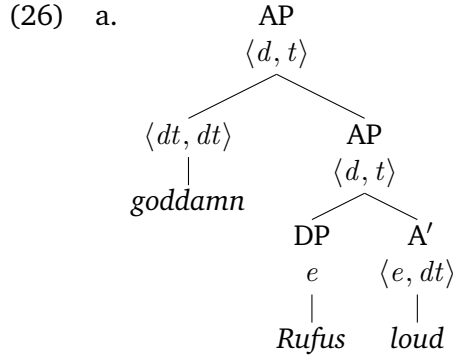 (26) a. AP
⟨d, t⟩
⟨dt, dt⟩ AP
goddamn ⟨d, t⟩
DP A′
e ⟨e, dt⟩
Rufus loud